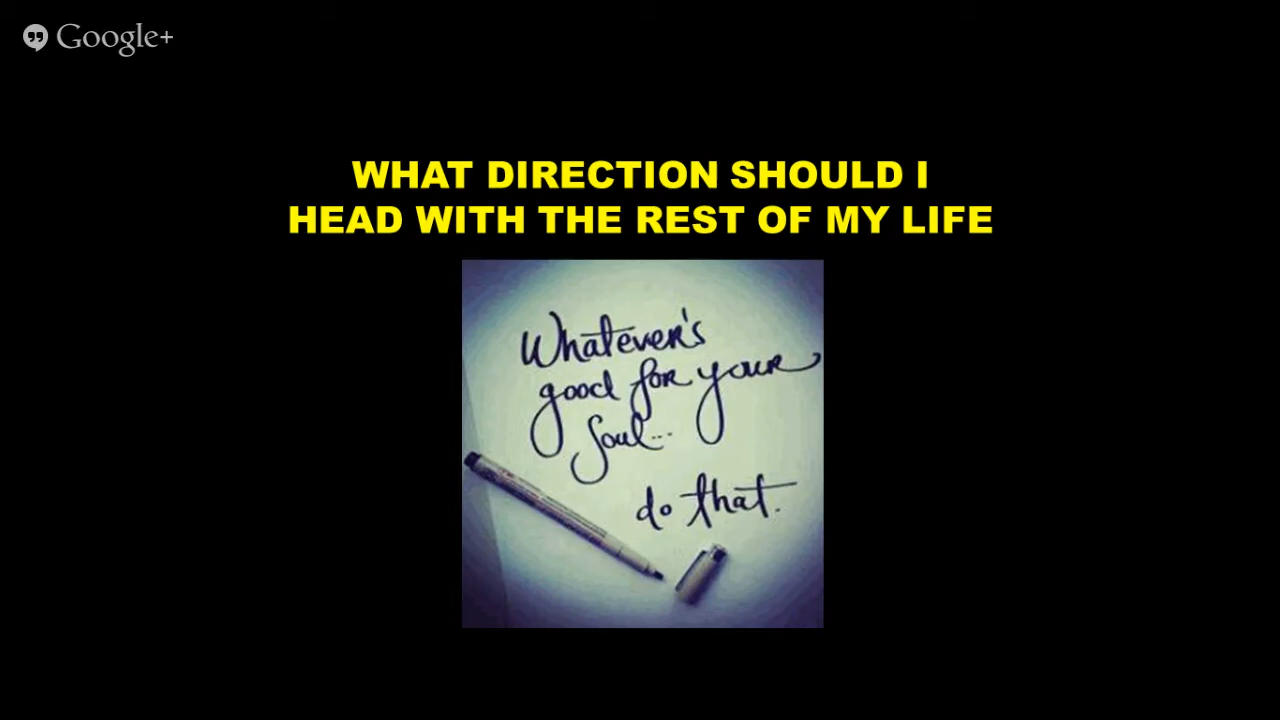 Google+
WHAT DIRECTION SHOULD I
HEAD WITH THE REST OF MY LIFE
Whatever's
good for your
soul...
do that.